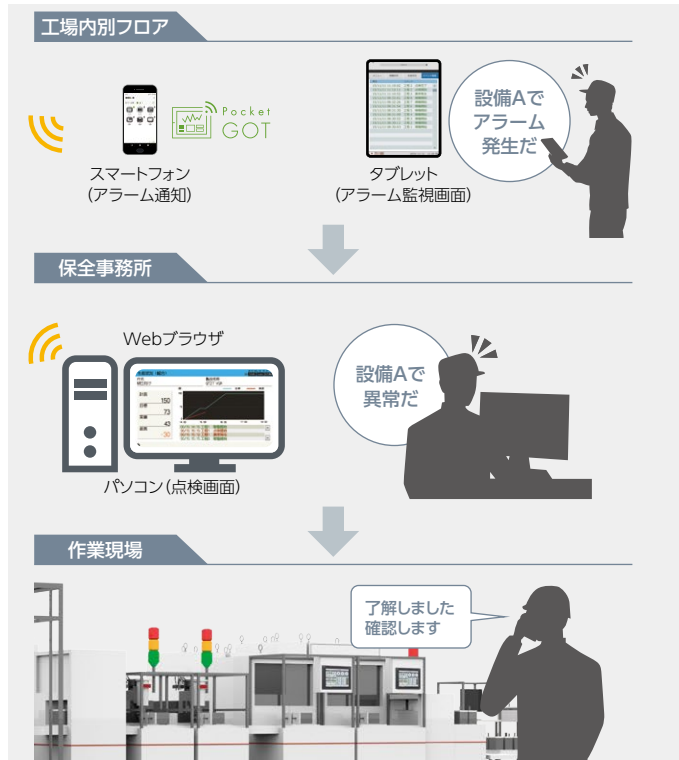 工場内別フロア
Pocket
GOT
設備Aで
アラーム
発生だ
スマートフォン
(アラーム通知)
タブレット
(アラーム監視画面)
保全事務所
Webブラウザ
150
73
43
-30
設備Aで
異常だ
パソコン(点検画面)
作業現場
了解しました
確認します